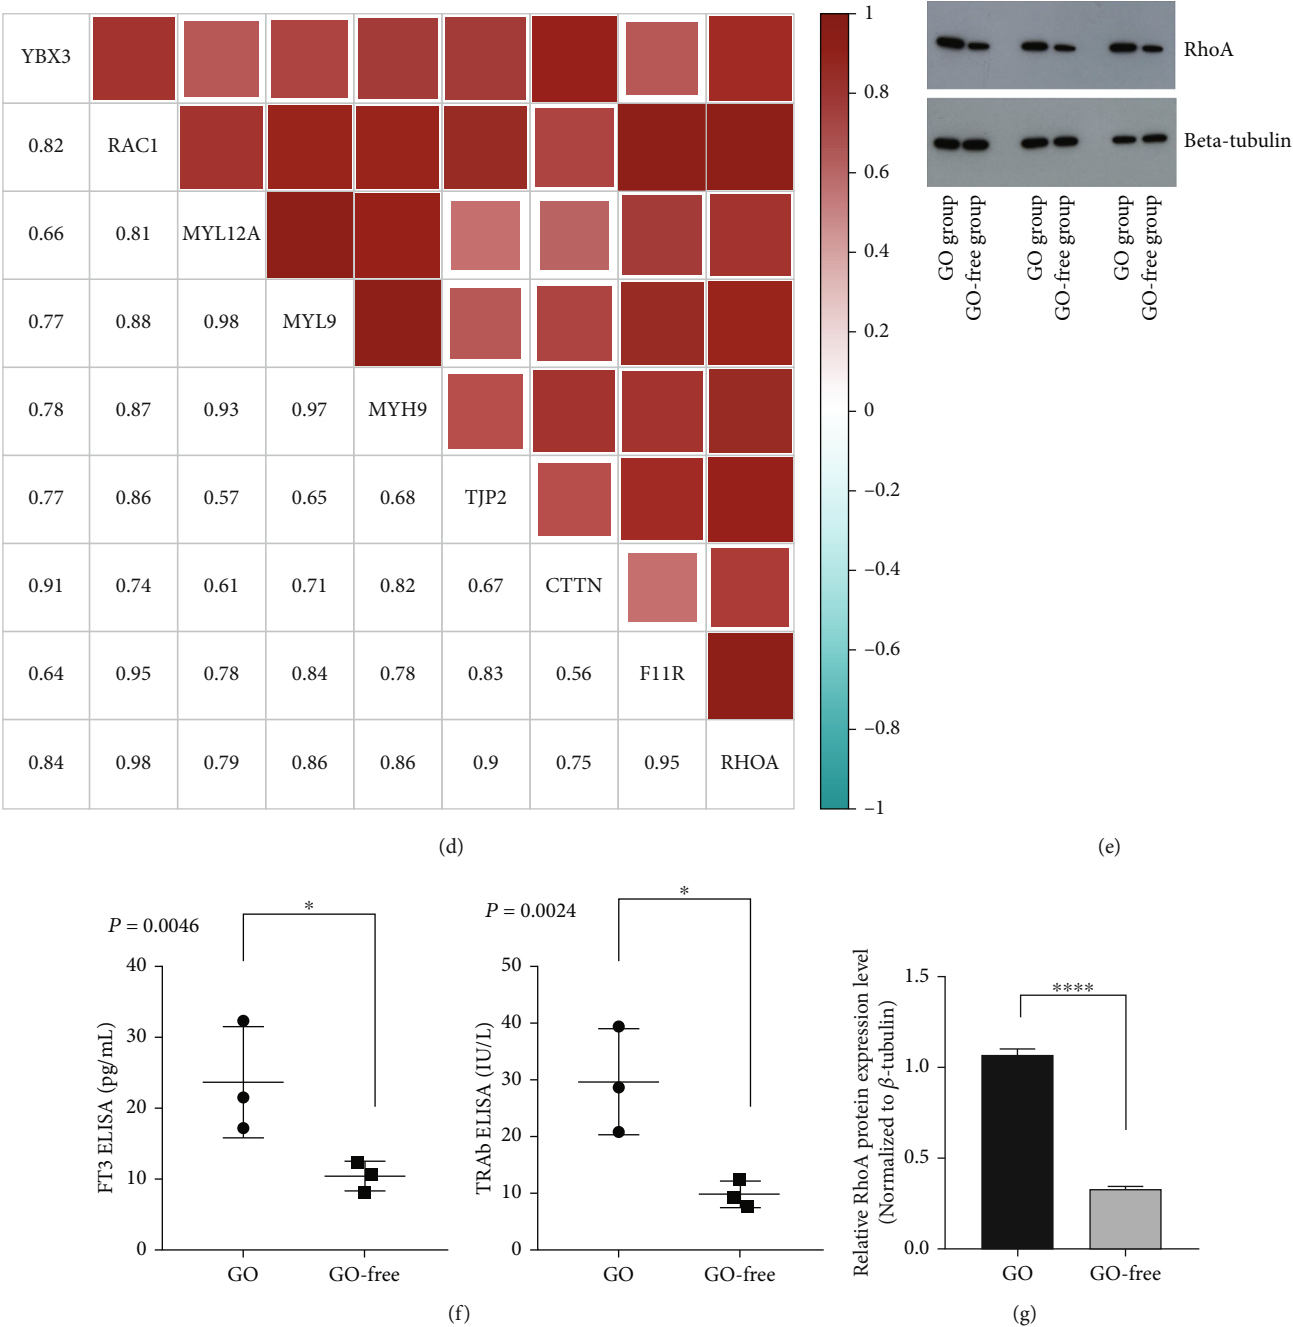 YBX3
0.82 RAC1
0.66 0.81 MYL12A
0.77 0.88 0.98 MYL9
0.78 0.87 0.93 0.97 MYH9
0.77 0.86 0.57 0.65 0.68 TJP2
0.91 0.74 0.61 0.71 0.82 0.67 CTTN
0.64 0.95 0.78 0.84 0.78 0.83 0.56 F11R
0.84 0.98 0.79 0.86 0.86 0.9 0.75 0.95 RHOA
1
0.8
0.6
0.4
0.2
0
–0.2
–0.4
–0.6
–0.8
–1
(d)
RhoA
Beta-tubulin
GO group
GO-free group
GO group
GO-free group
GO group
GO-free group
(e)
P = 0.0046
*
FT3 ELISA (pg/mL)
40
30
20
10
0
GO GO-free
P = 0.0024
*
TRAb ELISA (IU/L)
50
40
30
20
10
0
GO GO-free
(f)
Relative RhoA protein expression level
(Normalized to β-tubulin)
1.5
1.0
0.5
0.0
****
GO GO-free
(g)